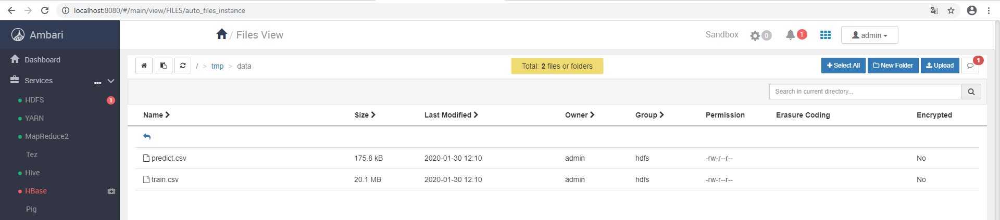 localhost:8080/#/main/view/FILES/auto_files_instance
Ambari
/ Files View
Sandbox
0
1
admin
Dashboard
Services
...
HDFS
1
YARN
MapReduce2
Tez
Hive
HBase
Pig
/ > tmp > data
Total: 2 files or folders
Select All
New Folder
Upload
1
Search in current directory...
Name Size Last Modified Owner Group Permission Erasure Coding Encrypted
predict.csv 175.8 kB 2020-01-30 12:10 admin hdfs -rw-r--r-- No
train.csv 20.1 MB 2020-01-30 12:10 admin hdfs -rw-r--r-- No